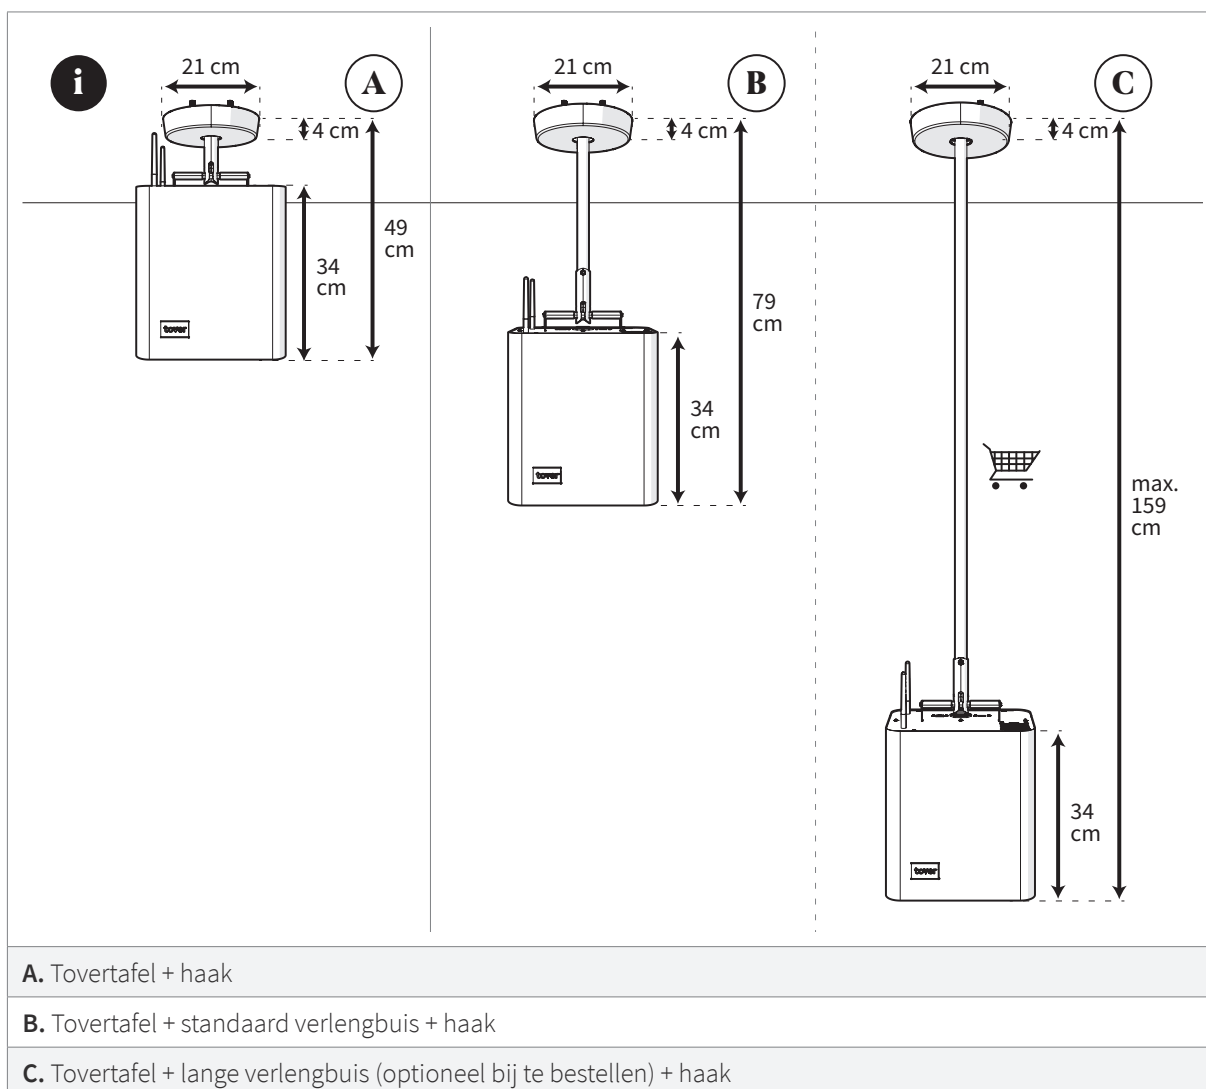 i
21 cm
A
4 cm
49
cm
34
cm
tover
21 cm
B
4 cm
79
cm
34
cm
tover
21 cm
C
4 cm
max.
159
cm
34
cm
tover
A. Tovertafel + haak
B. Tovertafel + standaard verlengbuis + haak
C. Tovertafel + lange verlengbuis (optioneel bij te bestellen) + haak